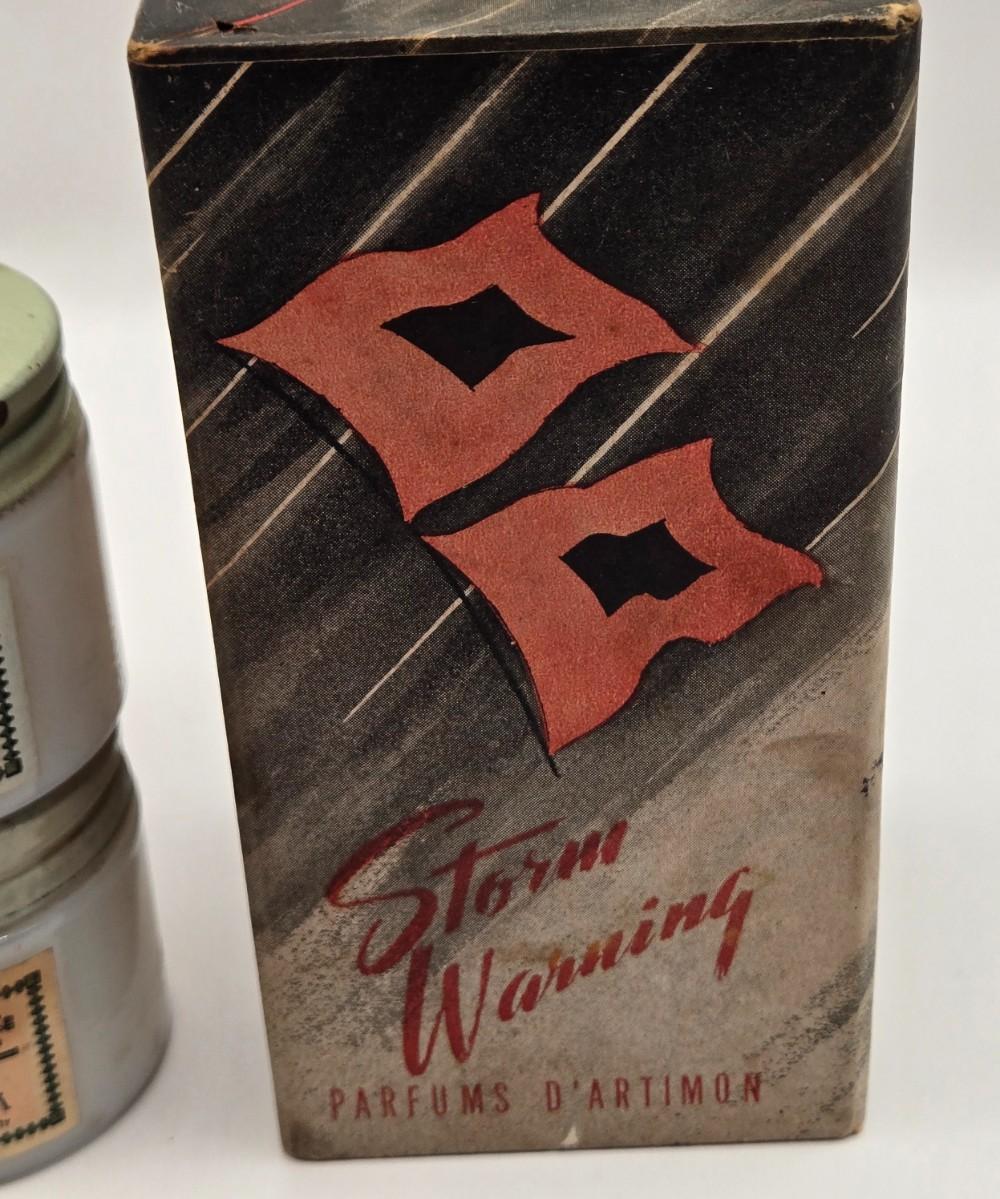 Storm
Warning
PARFUMS D'ARTIMON